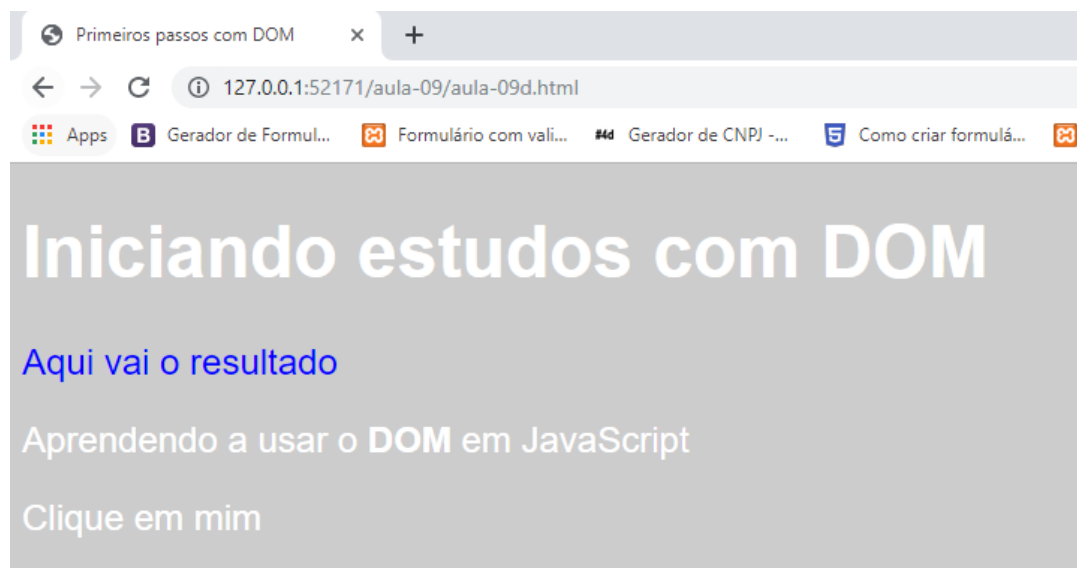 Primeiros passos com DOM
127.0.0.1:52171/aula-09/aula-09d.html
Apps B Gerador de Formul... Formulário com vali... #4d Gerador de CNPJ -... 5 Como criar formulá...
Iniciando estudos com DOM
Aqui vai o resultado
Aprendendo a usar o DOM em JavaScript
Clique em mim